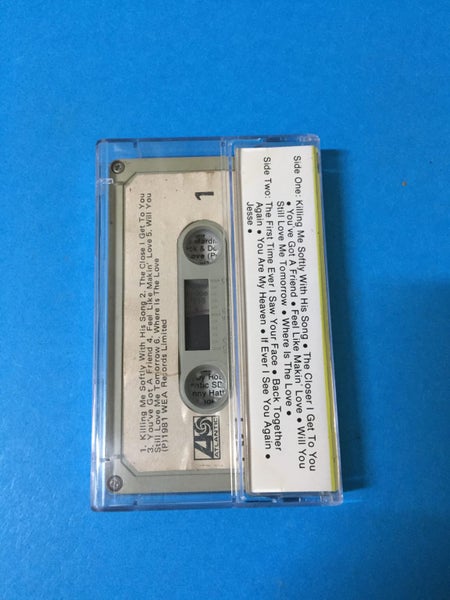 Side One: Killing Me Softly With His Song • The Closer I Get To You
• You've Got A Friend • Feel Like Makin' Love • Will You
Still Love Me Tomorrow • Where Is The Love •
Side Two: The First Time Ever I Saw Your Face • Back Together
Again • You Are My Heaven • If Ever I See You Again •
Jesse •
1
ATLANTIC
1. Killing Me Softly With His Song 2. The Close I Get To You
3. You've Got A Friend 4. Feel Like Makin' Love 5. Will You
Still Love Me Tomorrow 6. Where Is The Love
(P)1981 WEA Records Limited